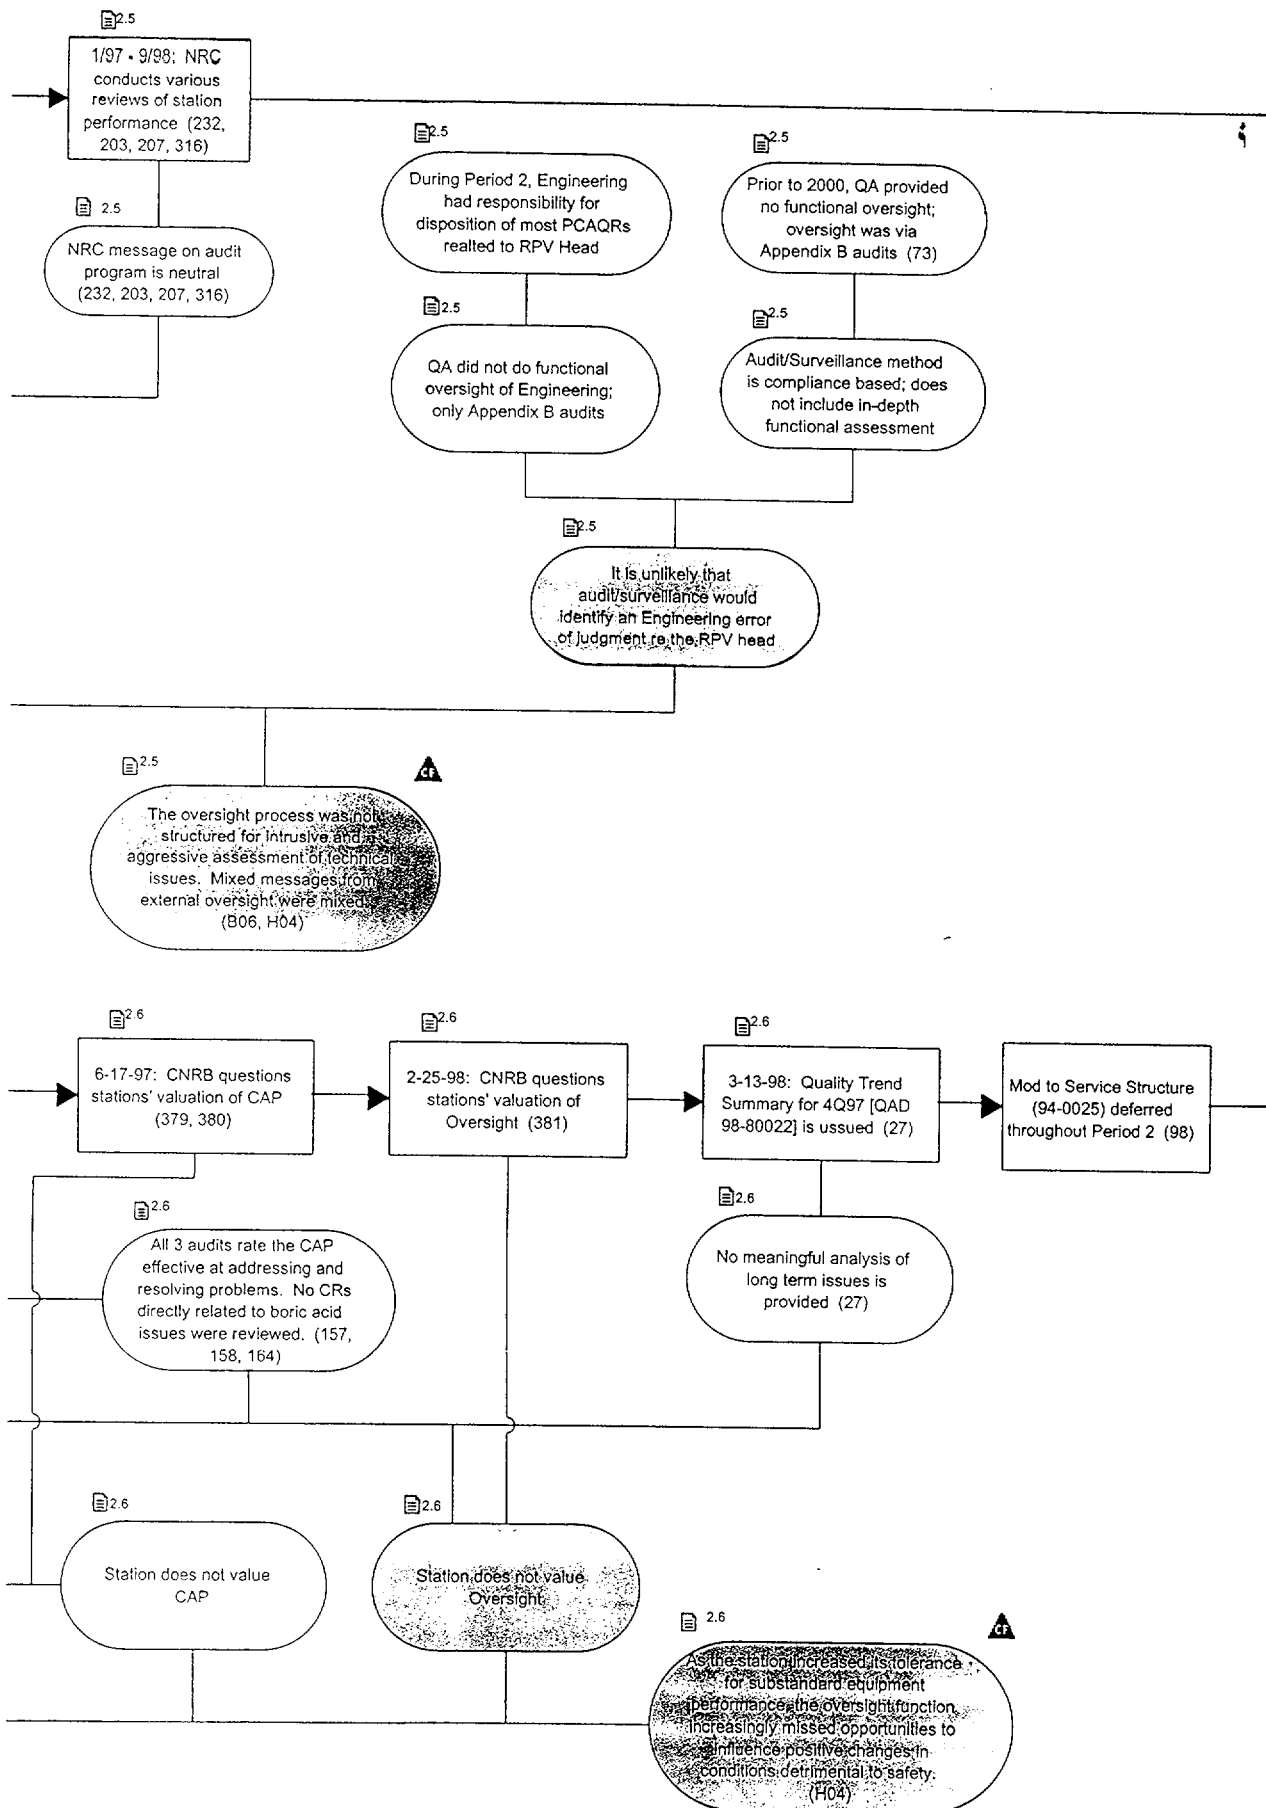 2.5
1/97 - 9/98: NRC
conducts various
reviews of station
performance (232,
203, 207, 316)
2.5
NRC message on audit
program is neutral
(232, 203, 207, 316)
2.5
During Period 2, Engineering
had responsibility for
disposition of most PCAQRs
realted to RPV Head
2.5
Prior to 2000, QA provided
no functional oversight;
oversight was via
Appendix B audits (73)
2.5
QA did not do functional
oversight of Engineering;
only Appendix B audits
2.5
Audit/Surveillance method
is compliance based; does
not include in-depth
functional assessment
2.5
It is unlikely that
audit/surveillance would
identify an Engineering error
of judgment re the RPV head
2.5
CF
The oversight process was not
structured for intrusive and
aggressive assessment of technical
issues. Mixed messages from
external oversight were mixed.
(B06, H04)
2.6
6-17-97: CNRB questions
stations' valuation of CAP
(379, 380)
2.6
2-25-98: CNRB questions
stations' valuation of
Oversight (381)
2.6
3-13-98: Quality Trend
Summary for 4Q97 [QAD
98-80022] is ussued (27)
Mod to Service Structure
(94-0025) deferred
throughout Period 2 (98)
2.6
All 3 audits rate the CAP
effective at addressing and
resolving problems. No CRs
directly related to boric acid
issues were reviewed. (157,
158, 164)
2.6
No meaningful analysis of
long term issues is
provided (27)
2.6
Station does not value
CAP
2.6
Station does not value
Oversight
2.6
CF
As the station increased its tolerance
for substandard equipment
performance, the oversight function
increasingly missed opportunities to
influence positive changes in
conditions detrimental to safety.
(H04)